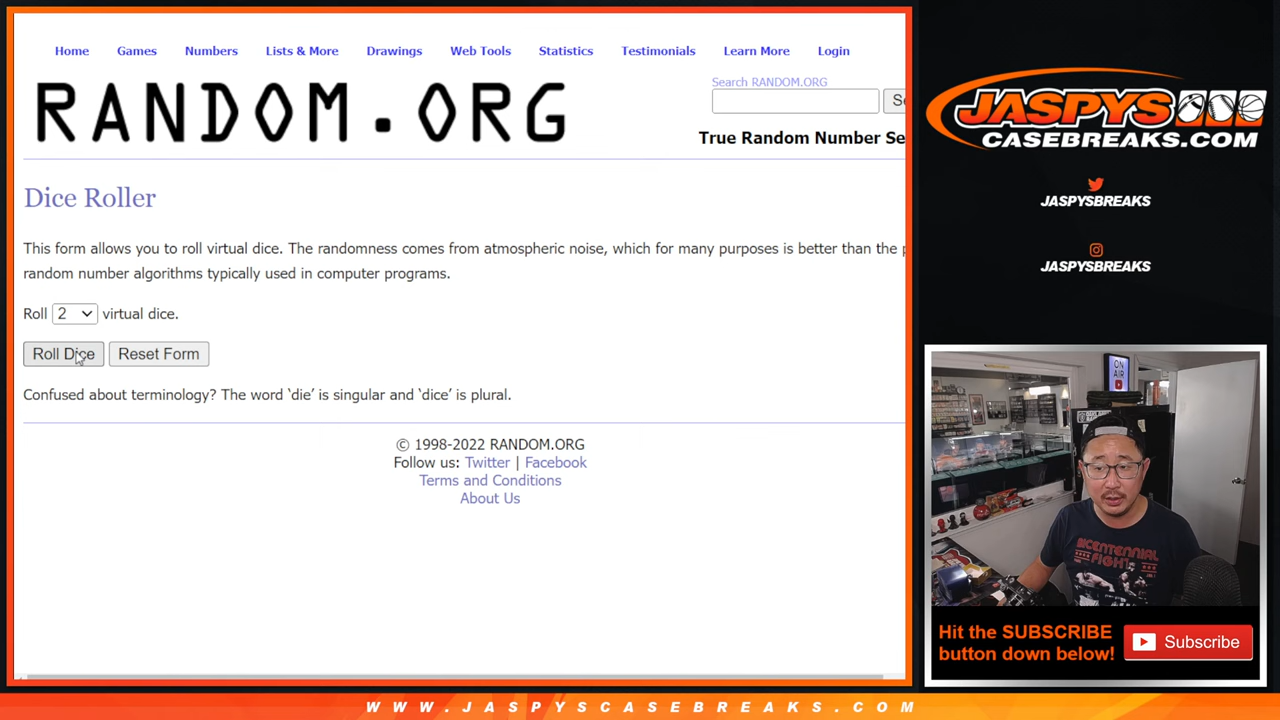 Home Games Numbers Lists & More Drawings Web Tools Statistics Testimonials Learn More Login
RANDOM.ORG
Search RANDOM.ORG
True Random Number Se
Dice Roller
This form allows you to roll virtual dice. The randomness comes from atmospheric noise, which for many purposes is better than the p
random number algorithms typically used in computer programs.
Roll 2 virtual dice.
Roll Dice Reset Form
Confused about terminology? The word ‘die’ is singular and ‘dice’ is plural.
© 1998-2022 RANDOM.ORG
Follow us: Twitter | Facebook
Terms and Conditions
About Us
JASPYS
CASEBREAKS.COM
JASPYSBREAKS
JASPYSBREAKS
ON
AIR
BICENTENNIAL
FIGHT
Hit the SUBSCRIBE
button down below!
Subscribe
WWW.JASPYSCASEBREAKS.COM